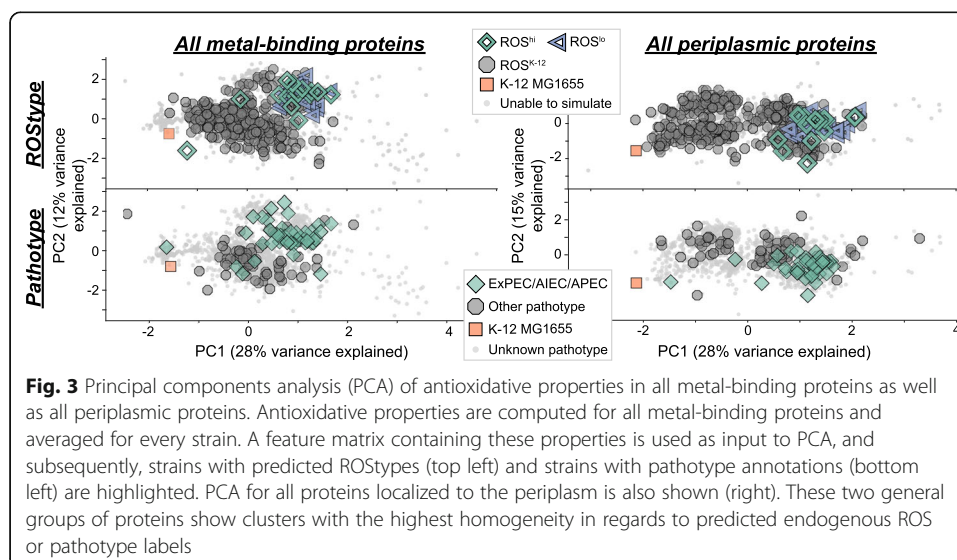 All metal-binding proteins
ROS^hi ROS^lo
ROS^K-12
K-12 MG1655
Unable to simulate
All periplasmic proteins
ROStype
Pathotype
PC2 (12% variance
explained)
2
0
-2
2
0
-2
-2 0 2 4
PC1 (28% variance explained)
PC2 (15% variance
explained)
2
0
-2
2
0
-2
-2 0 2 4
PC1 (28% variance explained)
ExPEC/AIEC/APEC
Other pathotype
K-12 MG1655
Unknown pathotype
Fig. 3 Principal components analysis (PCA) of antioxidative properties in all metal-binding proteins as well
as all periplasmic proteins. Antioxidative properties are computed for all metal-binding proteins and
averaged for every strain. A feature matrix containing these properties is used as input to PCA, and
subsequently, strains with predicted ROStypes (top left) and strains with pathotype annotations (bottom
left) are highlighted. PCA for all proteins localized to the periplasm is also shown (right). These two general
groups of proteins show clusters with the highest homogeneity in regards to predicted endogenous ROS
or pathotype labels